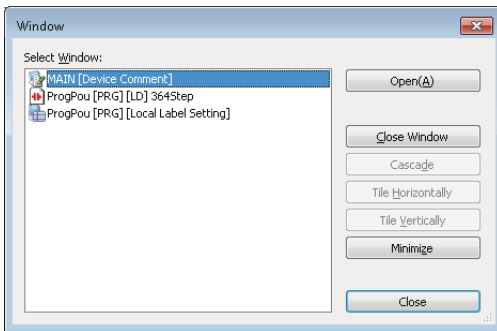 Window
Select Window:
MAIN [Device Comment]
ProgPou [PRG] [LD] 364Step
ProgPou [PRG] [Local Label Setting]
Open(A)
Close Window
Cascade
Tile Horizontally
Tile Vertically
Minimize
Close